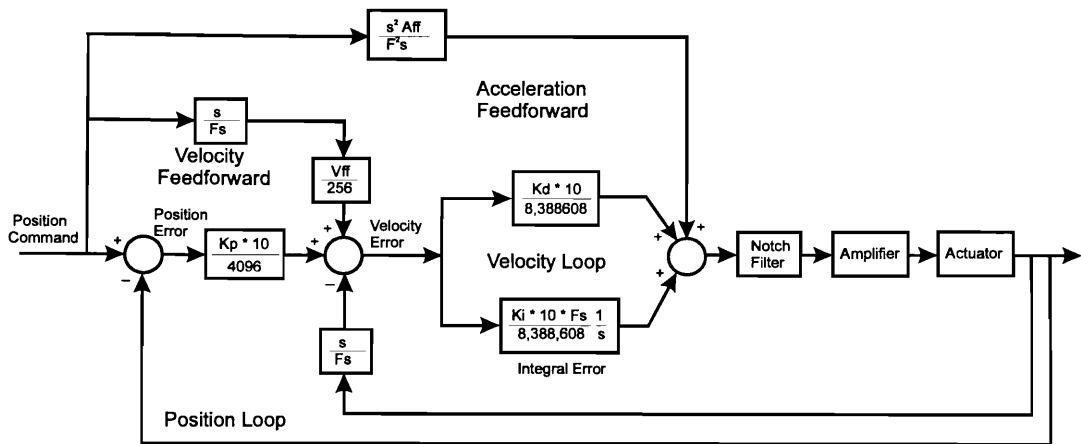 s² Aff
F²s
Acceleration
Feedforward
s
Fs
Velocity
Feedforward
Vff
256
Kd * 10
8,388608
Position
Command
Position
Error
Velocity
Error
+
Kp * 10
4096
+
+
−
−
Velocity Loop
+
+
+
Notch
Filter
Amplifier
Actuator
Ki * 10 * Fs 1
8,388,608 s
Integral Error
s
Fs
Position Loop